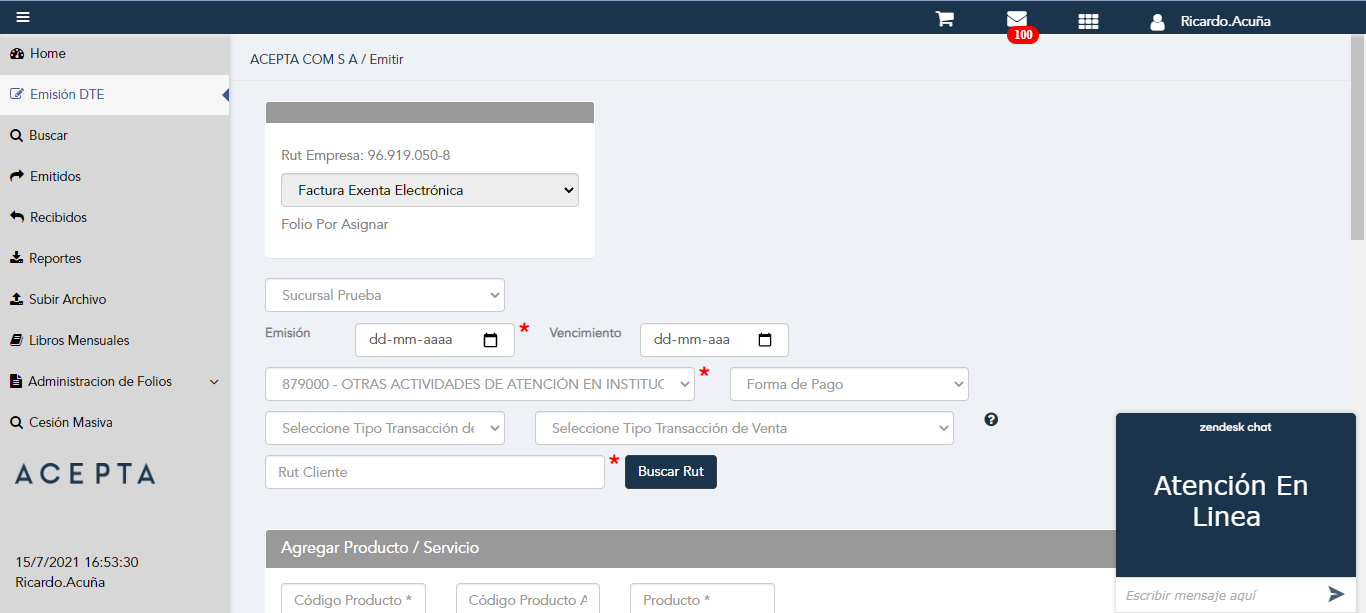 100
Ricardo.Acuña
Home
Emisión DTE
Buscar
Emitidos
Recibidos
Reportes
Subir Archivo
Libros Mensuales
Administracion de Folios
Cesión Masiva
ACEPTA
15/7/2021 16:53:30
Ricardo.Acuña
ACEPTA COM S A / Emitir
Rut Empresa: 96.919.050-8
Factura Exenta Electrónica
Folio Por Asignar
Sucursal Prueba
Emisión dd-mm-aaaa * Vencimiento dd-mm-aaa
879000 - OTRAS ACTIVIDADES DE ATENCIÓN EN INSTITUC * Forma de Pago
Seleccione Tipo Transacción de Seleccione Tipo Transacción de Venta ?
Rut Cliente * Buscar Rut
Agregar Producto / Servicio
Código Producto * Código Producto A Producto *
zendesk chat
Atención En
Linea
Escribir mensaje aquí